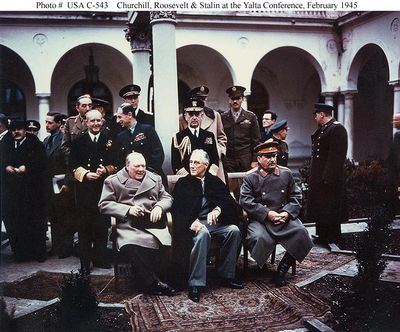 Photo # USA C-543 Churchill, Roosevelt & Stalin at the Yalta Conference, February 1945